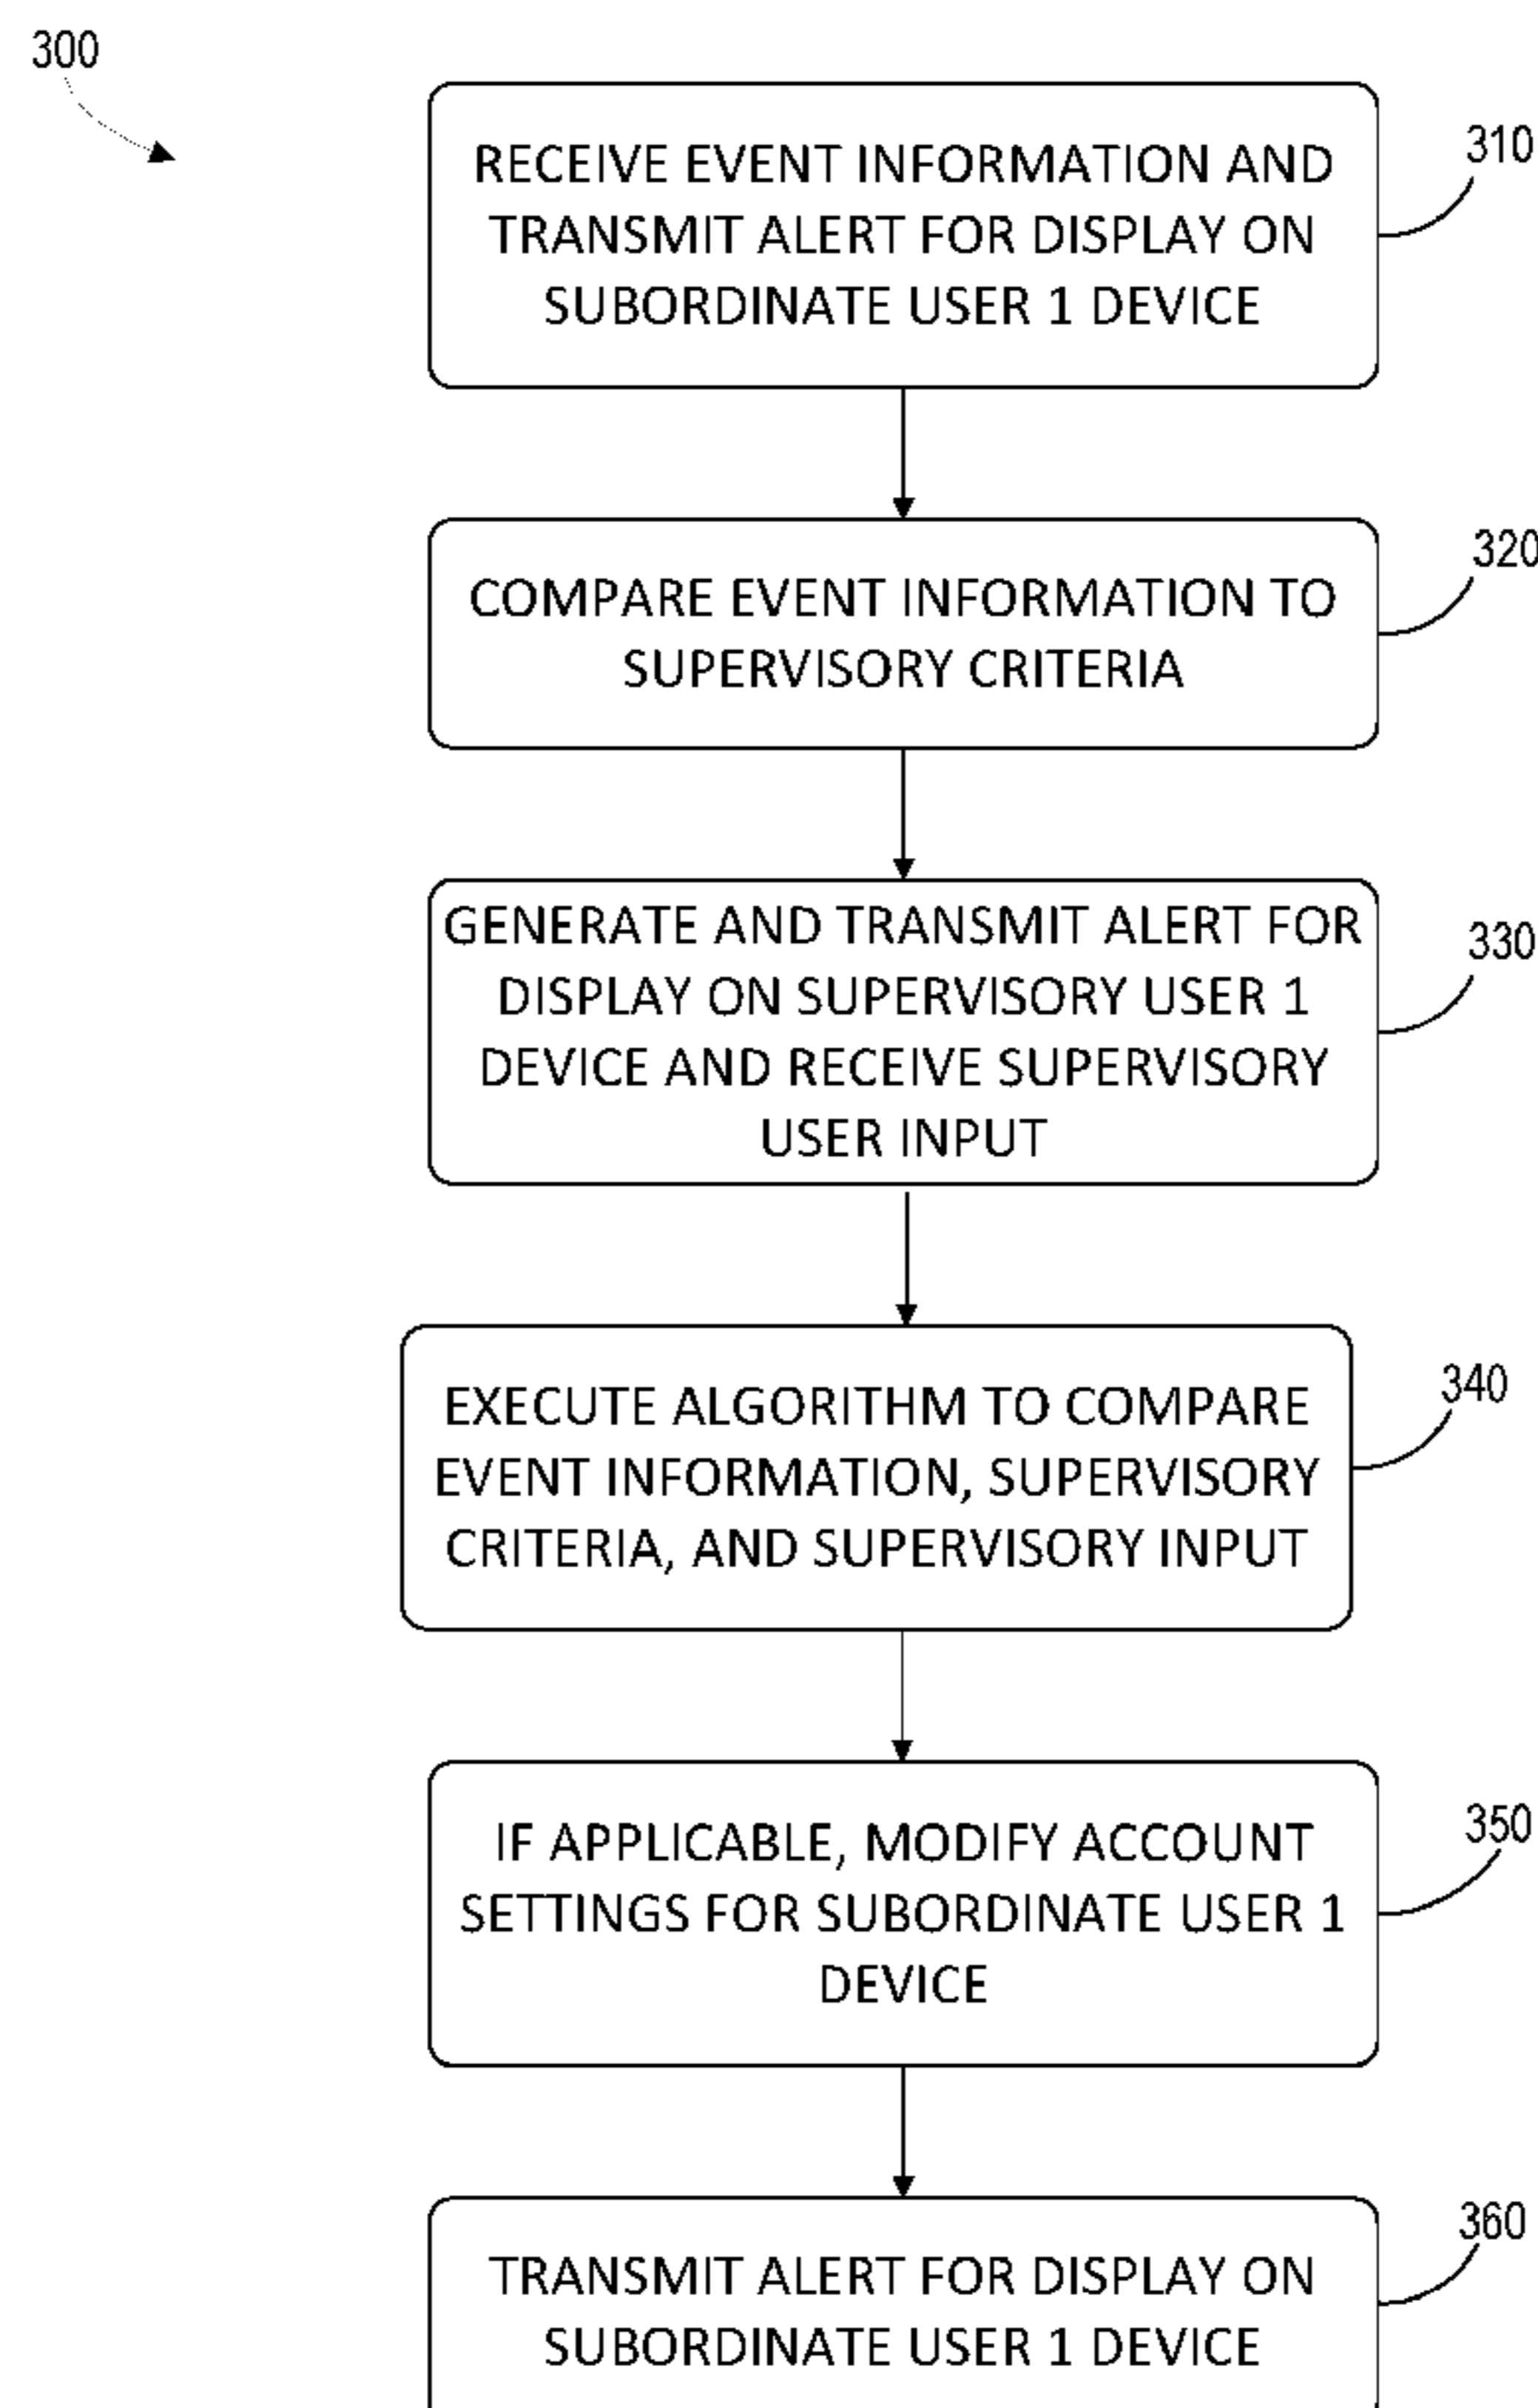 300
RECEIVE EVENT INFORMATION AND
TRANSMIT ALERT FOR DISPLAY ON
SUBORDINATE USER 1 DEVICE
310
COMPARE EVENT INFORMATION TO
SUPERVISORY CRITERIA
320
GENERATE AND TRANSMIT ALERT FOR
DISPLAY ON SUPERVISORY USER 1
DEVICE AND RECEIVE SUPERVISORY
USER INPUT
330
EXECUTE ALGORITHM TO COMPARE
EVENT INFORMATION, SUPERVISORY
CRITERIA, AND SUPERVISORY INPUT
340
IF APPLICABLE, MODIFY ACCOUNT
SETTINGS FOR SUBORDINATE USER 1
DEVICE
350
TRANSMIT ALERT FOR DISPLAY ON
SUBORDINATE USER 1 DEVICE
360